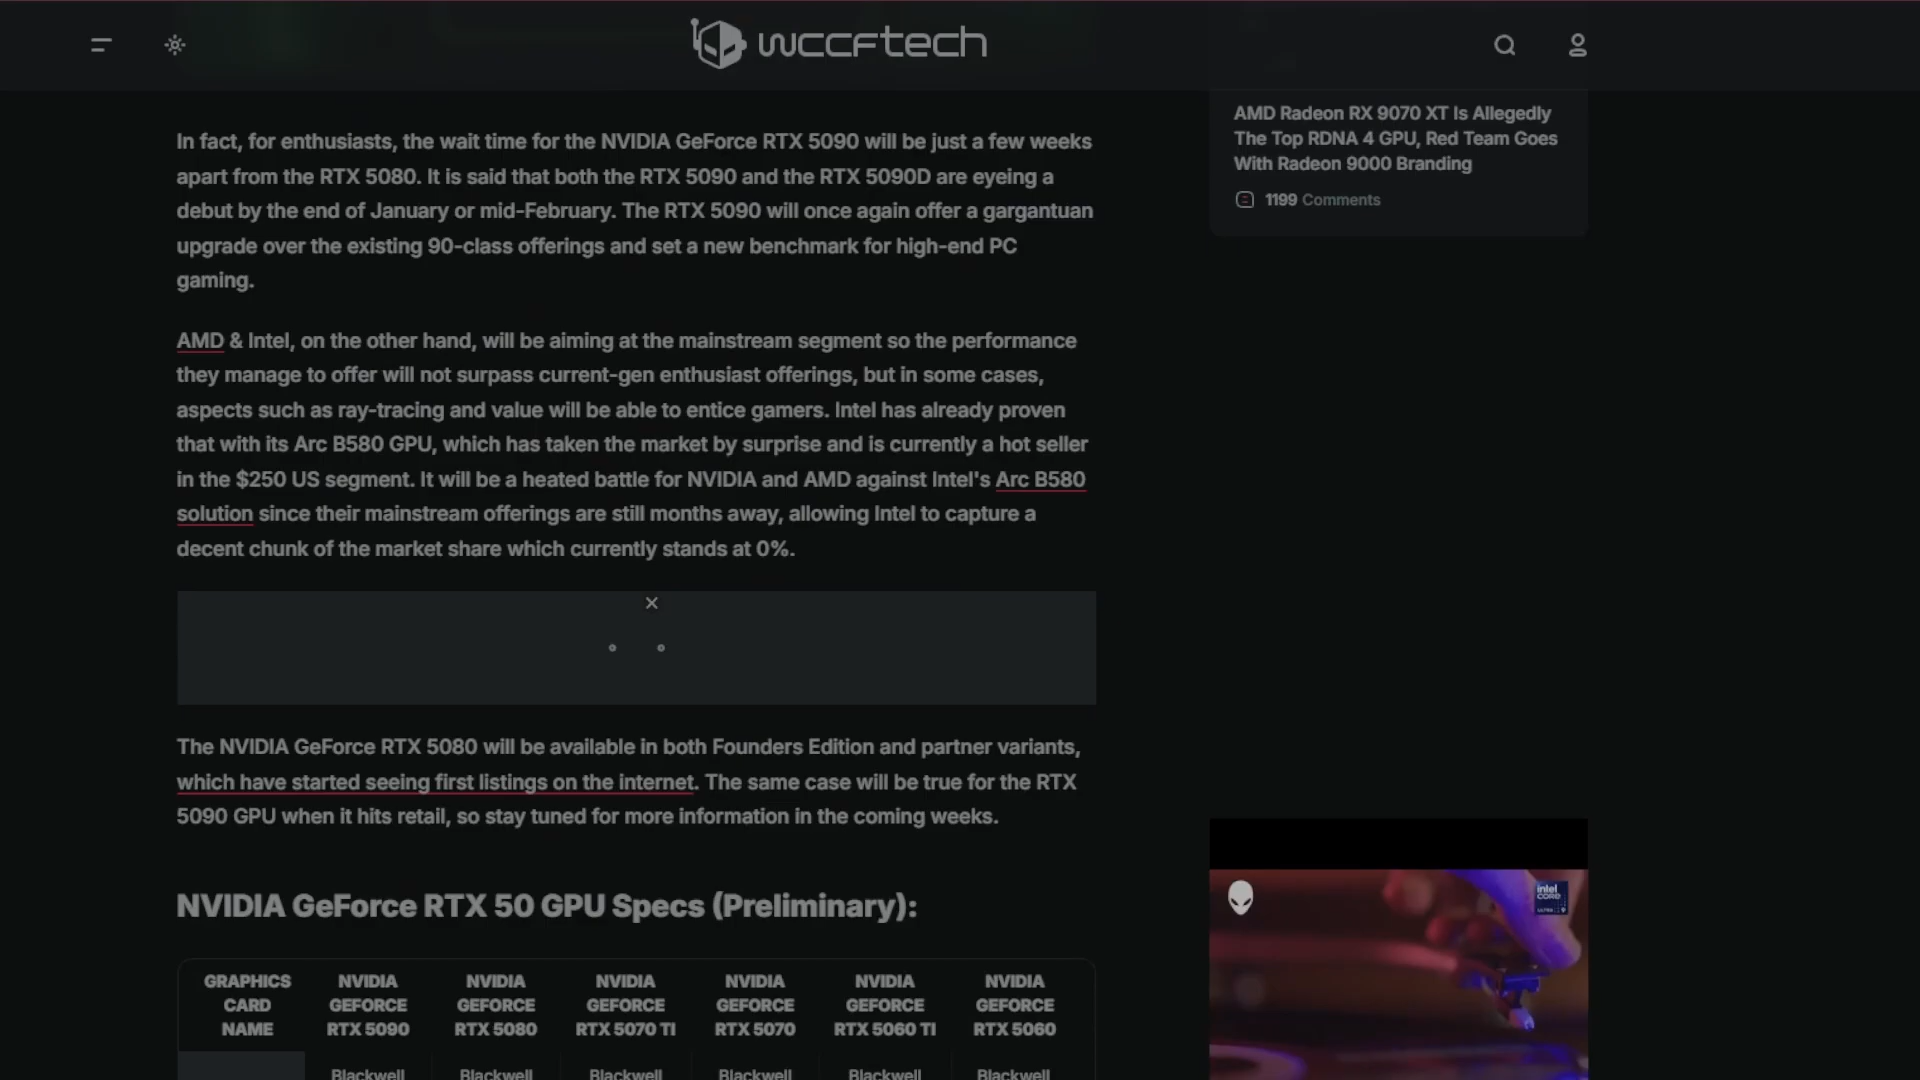 wccftech
In fact, for enthusiasts, the wait time for the NVIDIA GeForce RTX 5090 will be just a few weeks
apart from the RTX 5080. It is said that both the RTX 5090 and the RTX 5090D are eyeing a
debut by the end of January or mid-February. The RTX 5090 will once again offer a gargantuan
upgrade over the existing 90-class offerings and set a new benchmark for high-end PC
gaming.
AMD & Intel, on the other hand, will be aiming at the mainstream segment so the performance
they manage to offer will not surpass current-gen enthusiast offerings, but in some cases,
aspects such as ray-tracing and value will be able to entice gamers. Intel has already proven
that with its Arc B580 GPU, which has taken the market by surprise and is currently a hot seller
in the $250 US segment. It will be a heated battle for NVIDIA and AMD against Intel's Arc B580
solution since their mainstream offerings are still months away, allowing Intel to capture a
decent chunk of the market share which currently stands at 0%.
The NVIDIA GeForce RTX 5080 will be available in both Founders Edition and partner variants,
which have started seeing first listings on the internet. The same case will be true for the RTX
5090 GPU when it hits retail, so stay tuned for more information in the coming weeks.
NVIDIA GeForce RTX 50 GPU Specs (Preliminary):
GRAPHICS CARD NAME
NVIDIA GEFORCE RTX 5090
NVIDIA GEFORCE RTX 5080
NVIDIA GEFORCE RTX 5070 TI
NVIDIA GEFORCE RTX 5070
NVIDIA GEFORCE RTX 5060 TI
NVIDIA GEFORCE RTX 5060
Blackwell Blackwell Blackwell Blackwell Blackwell Blackwell
AMD Radeon RX 9070 XT Is Allegedly
The Top RDNA 4 GPU, Red Team Goes
With Radeon 9000 Branding
1199 Comments
intel
CORE
ULTRA 9